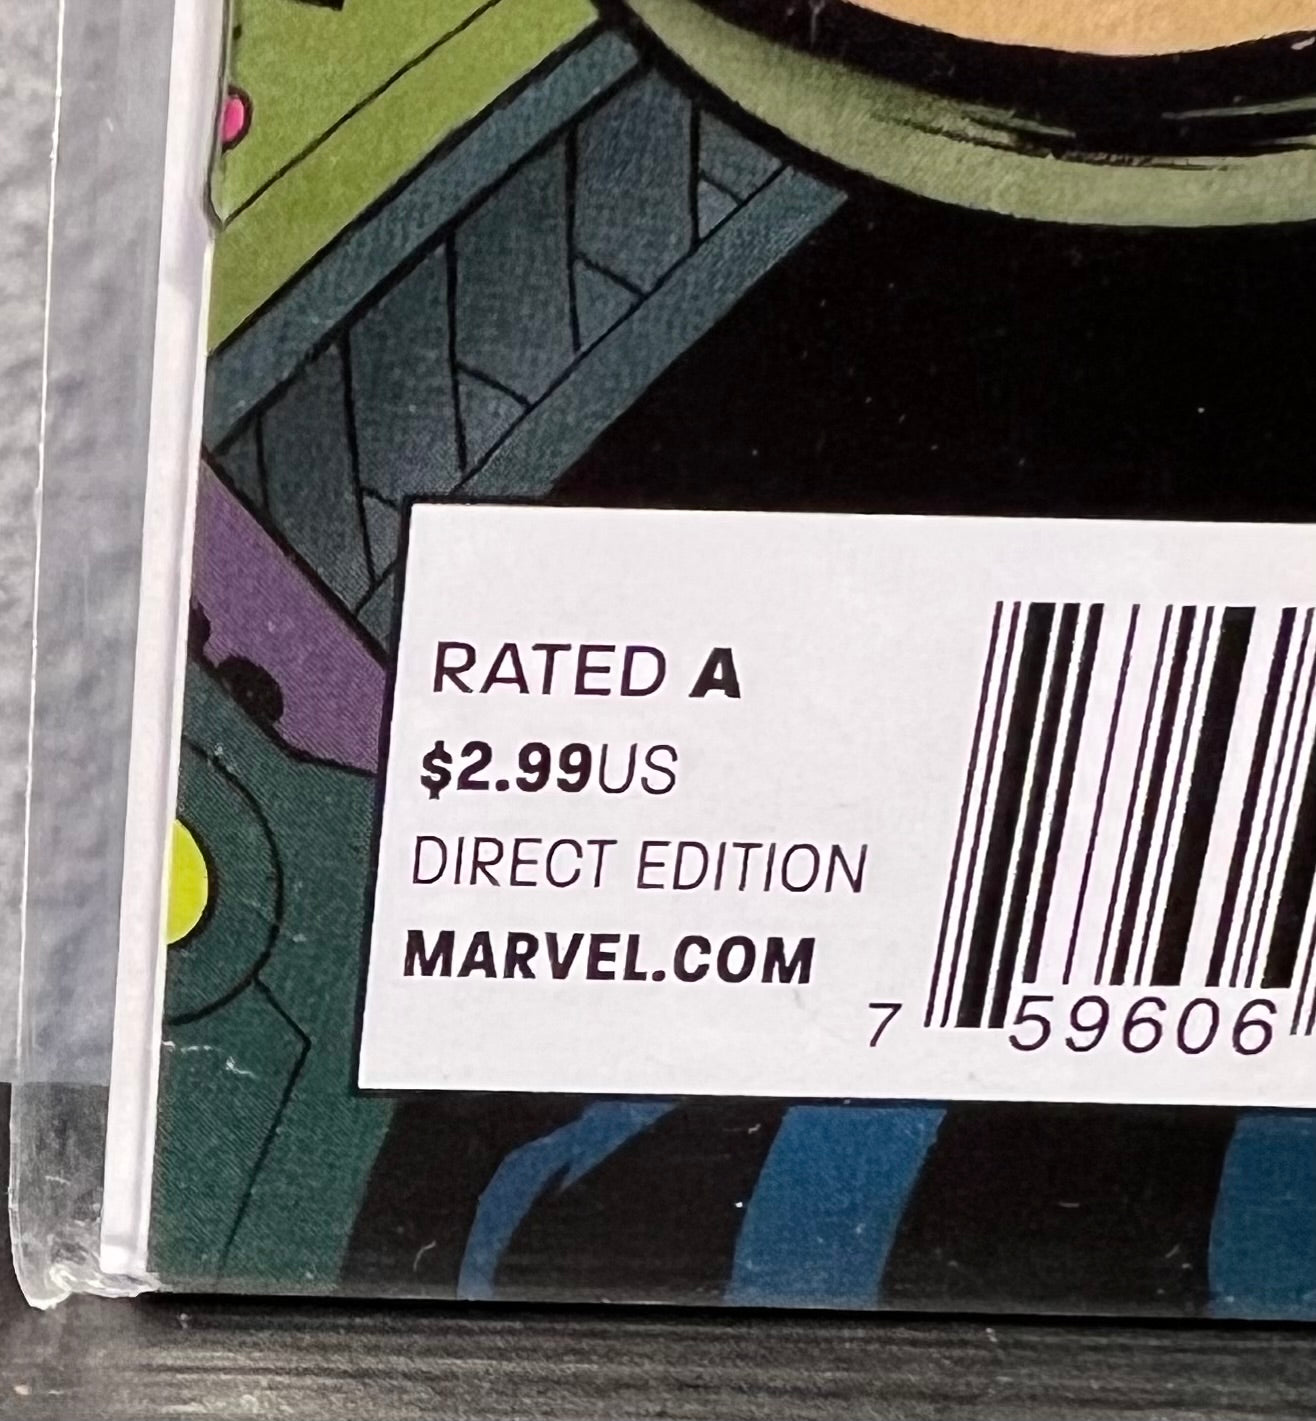 RATED A
$2.99US
DIRECT EDITION
MARVEL.COM
7 59606